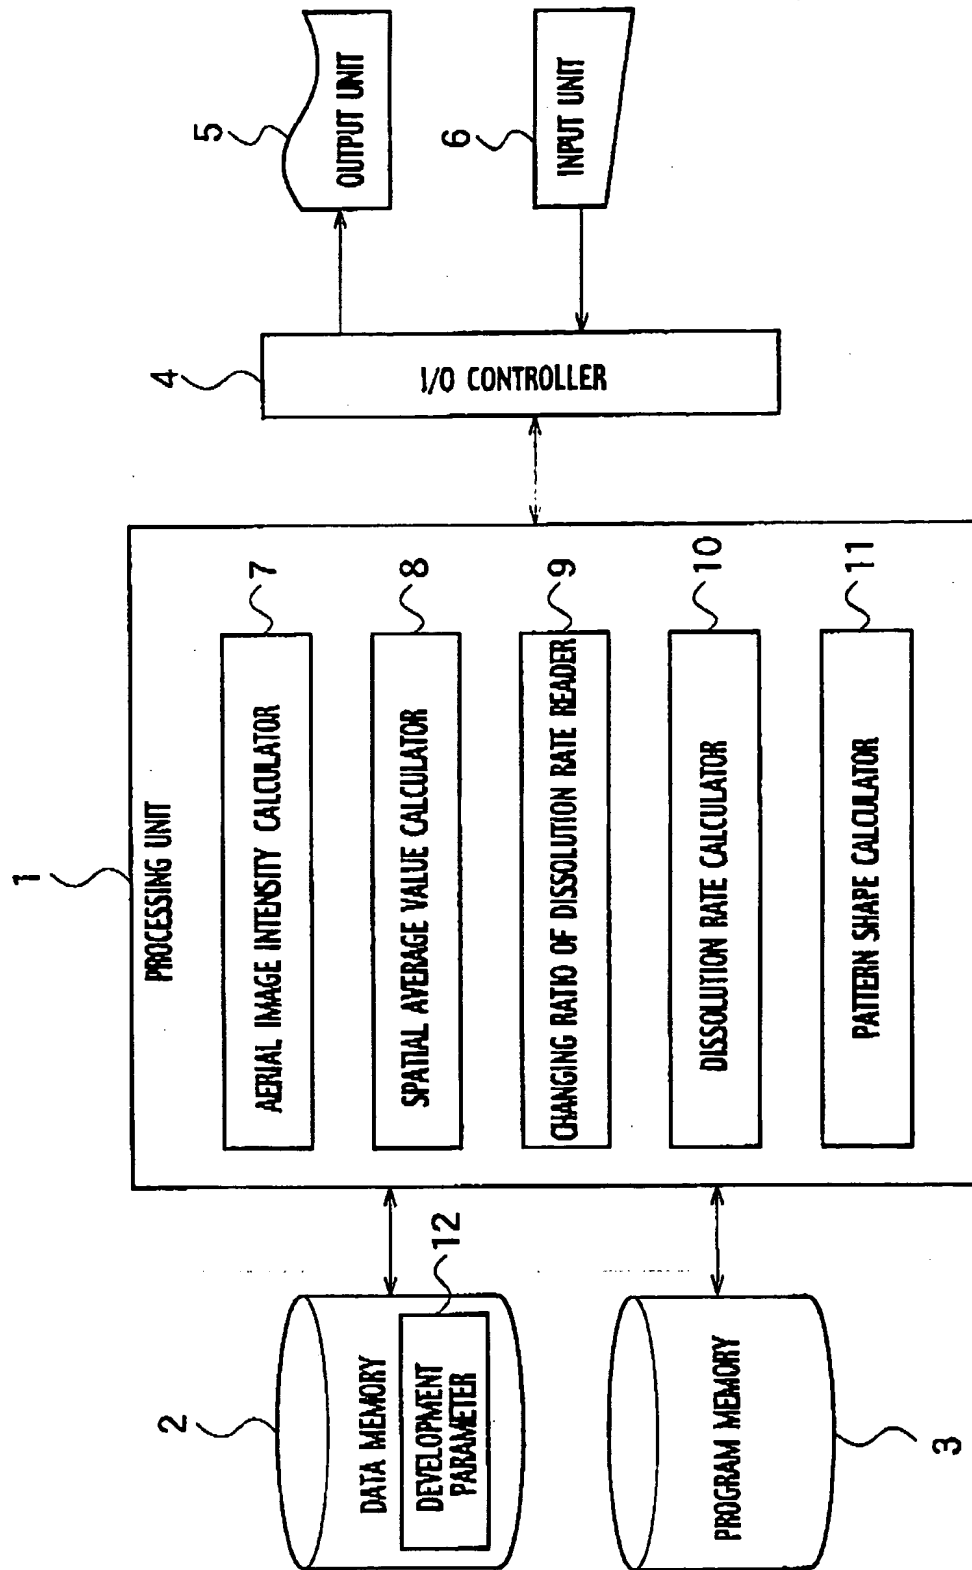 1
PROCESSING UNIT
AERIAL IMAGE INTENSITY CALCULATOR
7
SPATIAL AVERAGE VALUE CALCULATOR
8
CHANGING RATIO OF DISSOLUTION RATE READER
9
DISSOLUTION RATE CALCULATOR
10
PATTERN SHAPE CALCULATOR
11
2
DATA MEMORY
DEVELOPMENT
PARAMETER
12
PROGRAM MEMORY
3
4
I/O CONTROLLER
5
OUTPUT UNIT
6
INPUT UNIT